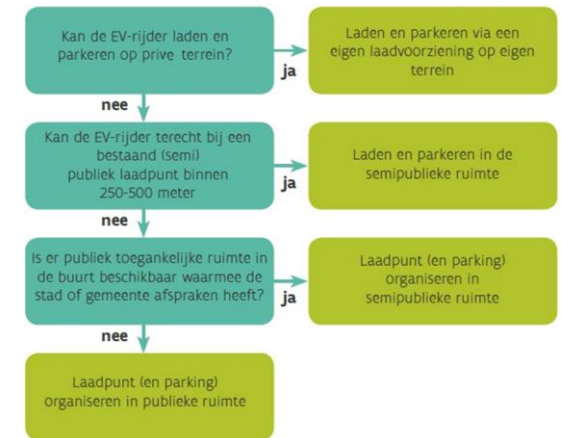 Kan de EV-rijder laden en
parkeren op prive terrein?
ja
Laden en parkeren via een
eigen laadvoorziening op eigen
terrein
nee
Kan de EV-rijder terecht bij een
bestaand (semi)
publiek laadpunt binnen
250-500 meter
ja
Laden en parkeren in de
semipublieke ruimte
nee
Is er publiek toegankelijke ruimte in
de buurt beschikbaar waarmee de
stad of gemeente afspraken heeft?
ja
Laadpunt (en parking)
organiseren in
semipublieke ruimte
nee
Laadpunt (en parking)
organiseren in publieke ruimte